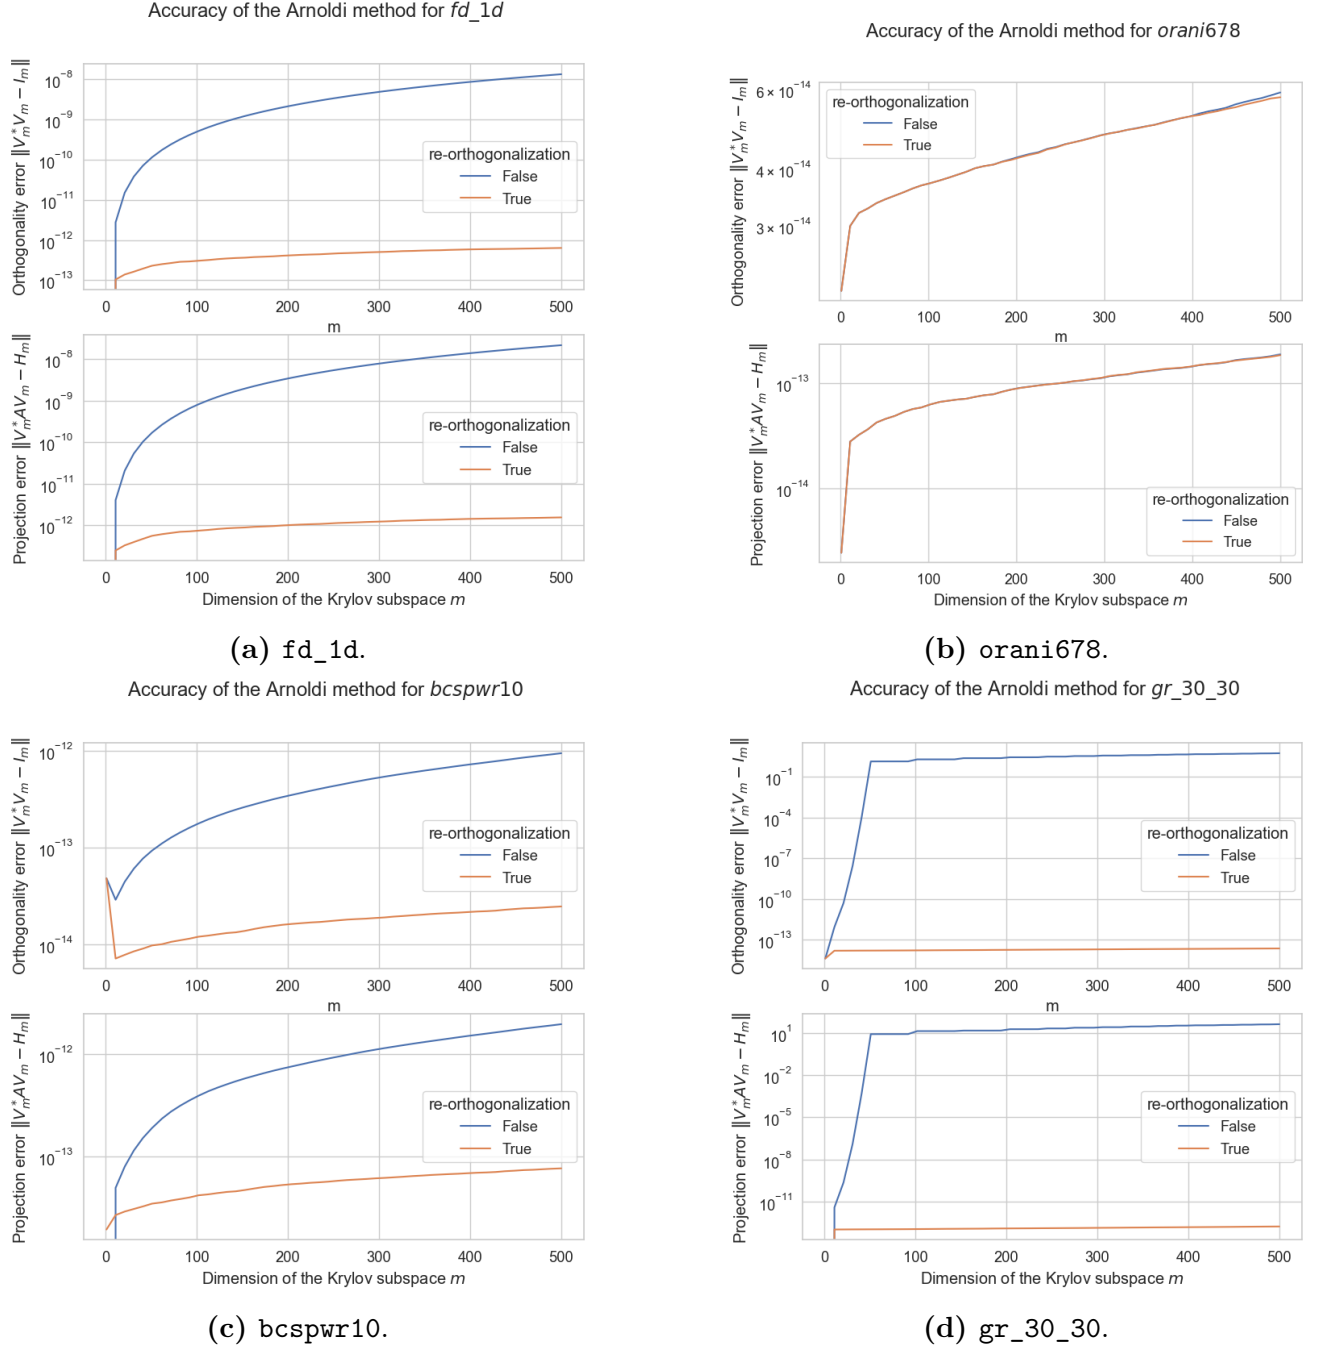 Accuracy of the Arnoldi method for fd_1d
Orthogonality error ‖V*ₘVₘ − Iₘ‖
10⁻⁸
10⁻⁹
10⁻¹⁰
10⁻¹¹
10⁻¹²
10⁻¹³
re-orthogonalization
False
True
0 100 200 300 400 500
m
Projection error ‖V*ₘAVₘ − Hₘ‖
10⁻⁸
10⁻⁹
10⁻¹⁰
10⁻¹¹
10⁻¹²
re-orthogonalization
False
True
0 100 200 300 400 500
Dimension of the Krylov subspace m
(a) fd_1d.
Accuracy of the Arnoldi method for orani678
Orthogonality error ‖V*ₘVₘ − Iₘ‖
6 × 10⁻¹⁴
4 × 10⁻¹⁴
3 × 10⁻¹⁴
re-orthogonalization
False
True
0 100 200 300 400 500
m
Projection error ‖V*ₘAVₘ − Hₘ‖
10⁻¹³
10⁻¹⁴
re-orthogonalization
False
True
0 100 200 300 400 500
Dimension of the Krylov subspace m
(b) orani678.
Accuracy of the Arnoldi method for bcspwr10
Orthogonality error ‖V*ₘVₘ − Iₘ‖
10⁻¹²
10⁻¹³
10⁻¹⁴
re-orthogonalization
False
True
0 100 200 300 400 500
m
Projection error ‖V*ₘAVₘ − Hₘ‖
10⁻¹²
10⁻¹³
re-orthogonalization
False
True
0 100 200 300 400 500
Dimension of the Krylov subspace m
(c) bcspwr10.
Accuracy of the Arnoldi method for gr_30_30
Orthogonality error ‖V*ₘVₘ − Iₘ‖
10⁻¹
10⁻⁴
10⁻⁷
10⁻¹⁰
10⁻¹³
re-orthogonalization
False
True
0 100 200 300 400 500
m
Projection error ‖V*ₘAVₘ − Hₘ‖
10¹
10⁻²
10⁻⁵
10⁻⁸
10⁻¹¹
re-orthogonalization
False
True
0 100 200 300 400 500
Dimension of the Krylov subspace m
(d) gr_30_30.